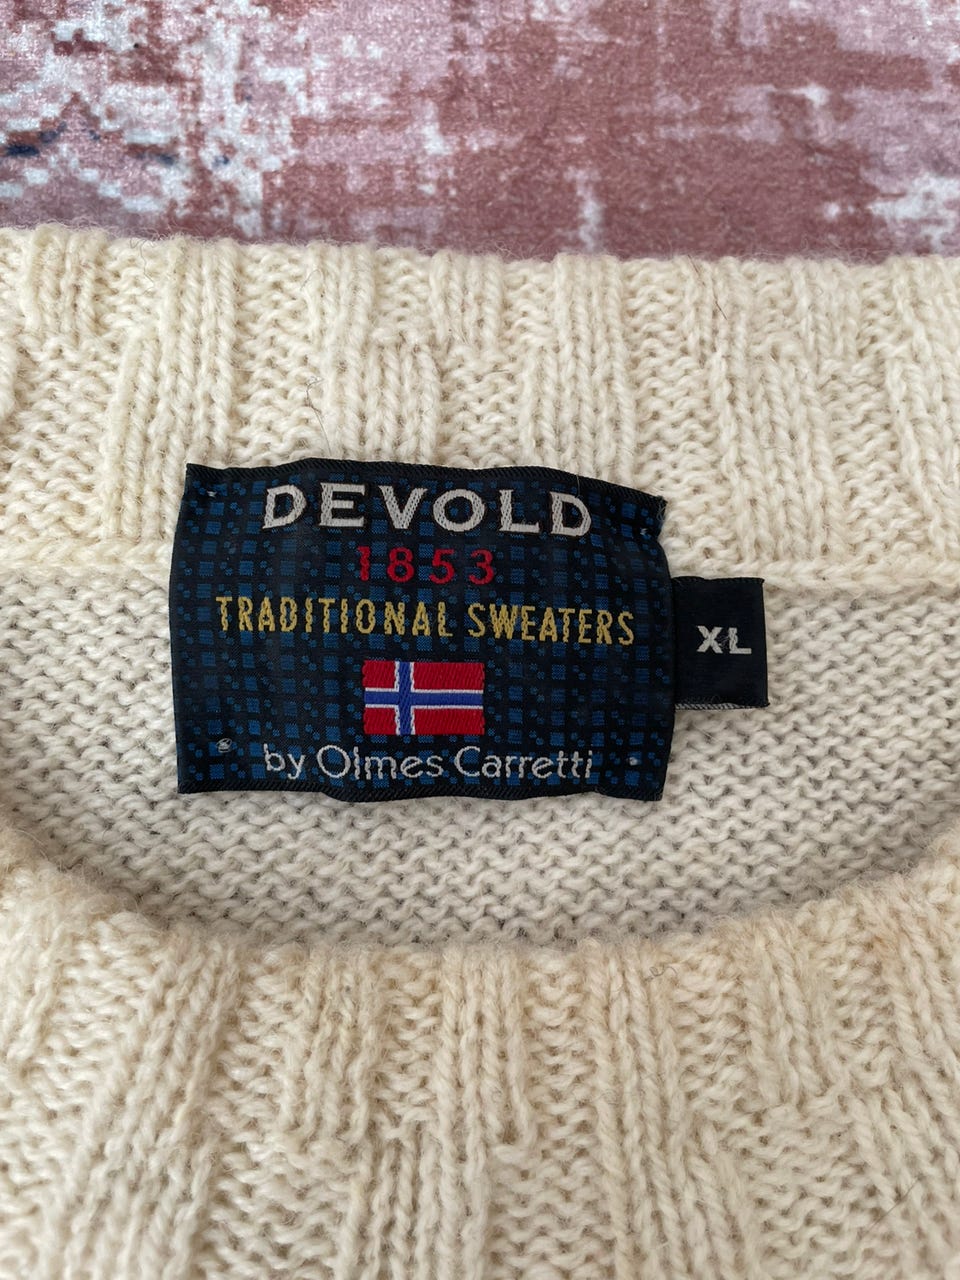 DEVOLD
1853
TRADITIONAL SWEATERS
XL
by Olmes Carretti